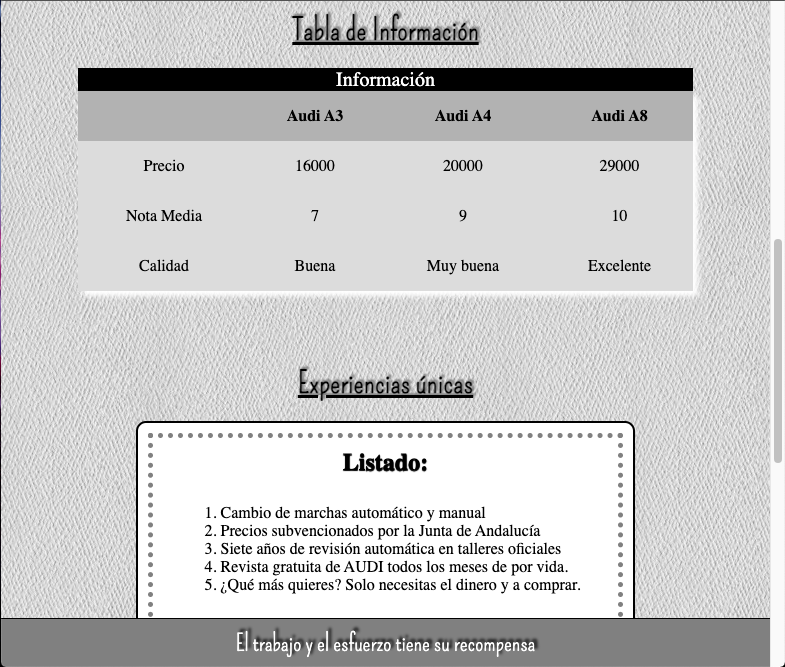 Tabla de Información
Información
Audi A3 Audi A4 Audi A8
Precio 16000 20000 29000
Nota Media 7 9 10
Calidad Buena Muy buena Excelente
Experiencias únicas
Listado:
1. Cambio de marchas automático y manual
2. Precios subvencionados por la Junta de Andalucía
3. Siete años de revisión automática en talleres oficiales
4. Revista gratuita de AUDI todos los meses de por vida.
5. ¿Qué más quieres? Solo necesitas el dinero y a comprar.
El trabajo y el esfuerzo tiene su recompensa